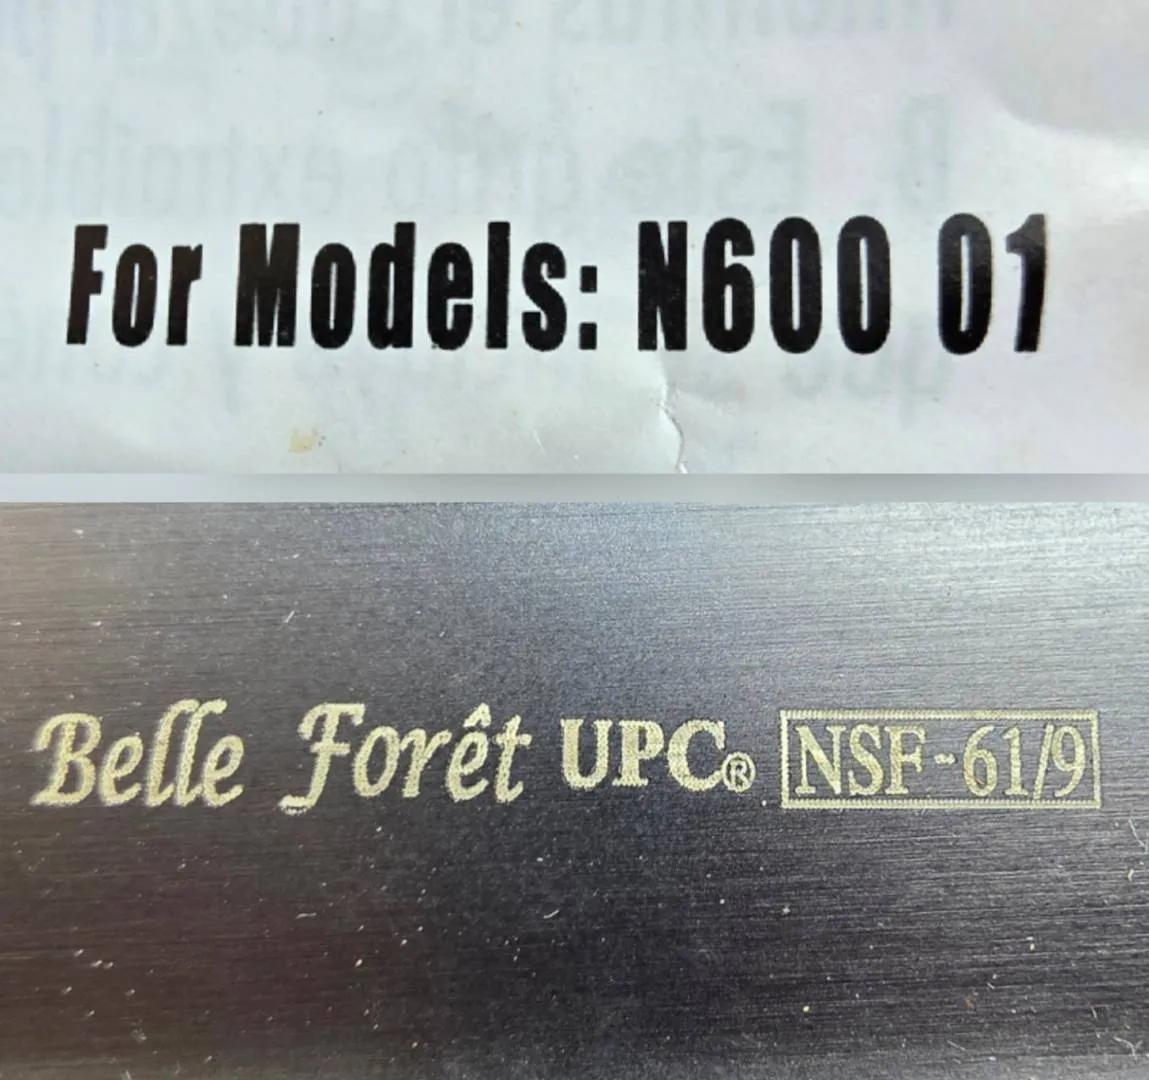 For Models: N600 01
Belle Forêt UPC® NSF-61/9